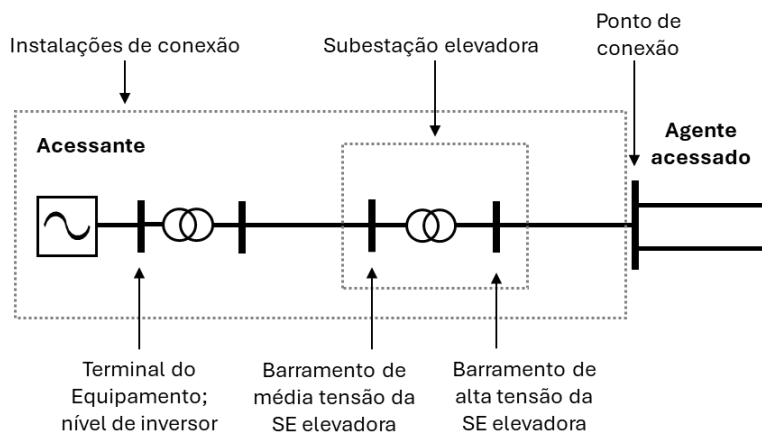 Instalações de conexão
Subestação elevadora
Ponto de
conexão
Acessante
Agente
acessado
Terminal do
Equipamento;
nível de inversor
Barramento de
média tensão da
SE elevadora
Barramento de
alta tensão da
SE elevadora